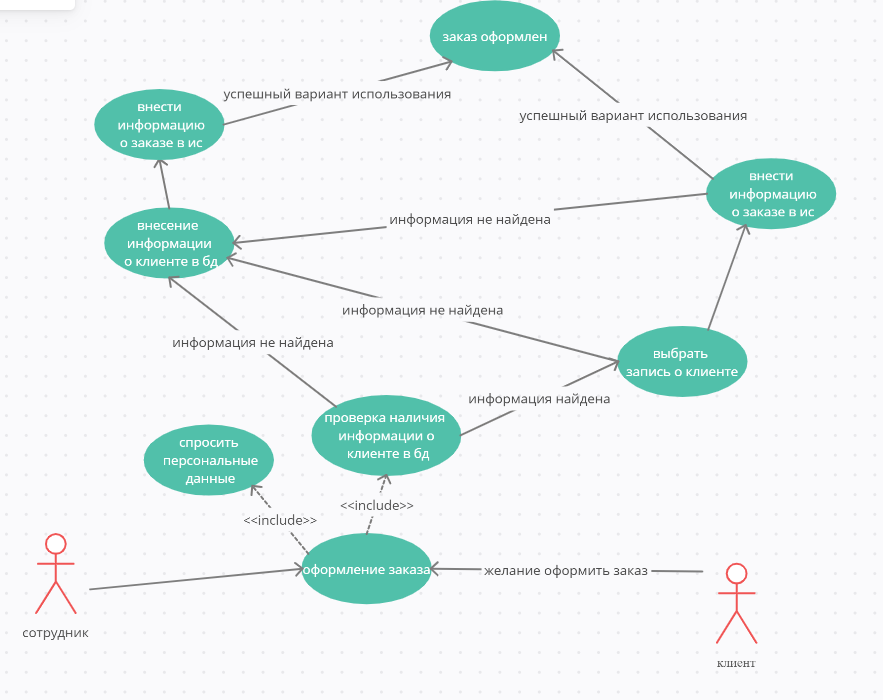 заказ оформлен
успешный вариант использования
внести
информацию
о заказе в ис
успешный вариант использования
внести
информацию
о заказе в ис
информация не найдена
внесение
информации
о клиенте в бд
информация не найдена
информация не найдена
выбрать
запись о клиенте
информация найдена
проверка наличия
информации о
клиенте в бд
спросить
персональные
данные
<<include>>
<<include>>
оформление заказа
желание оформить заказ
сотрудник
клиент